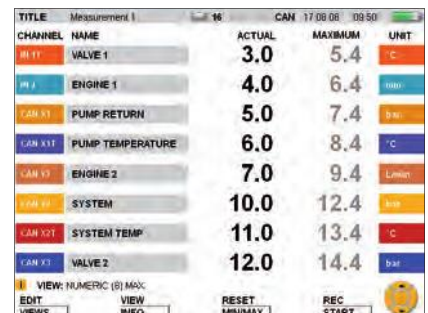 TITLE Measurement 1 16 CAN 17.08.08 09:50
CHANNEL NAME ACTUAL MAXIMUM UNIT
IN 1T VALVE 1 3.0 5.4 °C
ENGINE 1 4.0 6.4
CAN X1 PUMP RETURN 5.0 7.4 bar
CAN X1T PUMP TEMPERATURE 6.0 8.4 °C
ENGINE 2 7.0 9.4 L/min
SYSTEM 10.0 12.4 bar
CAN X2T SYSTEM TEMP 11.0 13.4 °C
CAN X3 VALVE 2 12.0 14.4 bar
VIEW: NUMERIC (8) MAX
EDIT VIEW RESET REC
VIEWS INFO MIN/MAX START